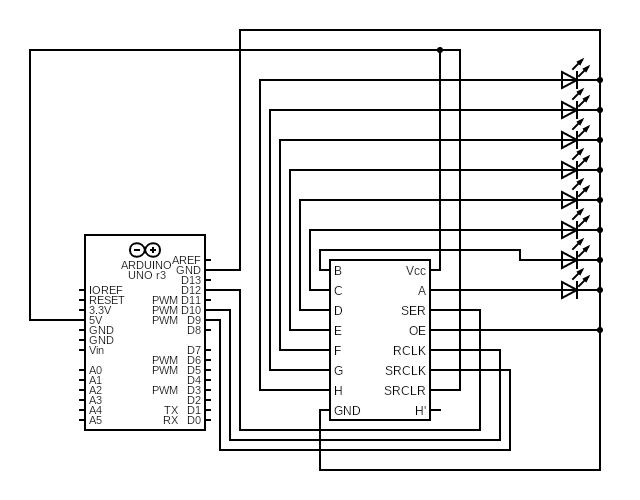 ARDUINO
UNO r3
AREF
GND
D13
IOREF D12
RESET PWM D11
3.3V PWM D10
5V PWM D9
GND D8
GND
Vin D7
PWM D6
A0 PWM D5
A1 D4
A2 PWM D3
A3 D2
A4 TX D1
A5 RX D0
B Vcc
C A
D SER
E OE
F RCLK
G SRCLK
H SRCLR
GND H'